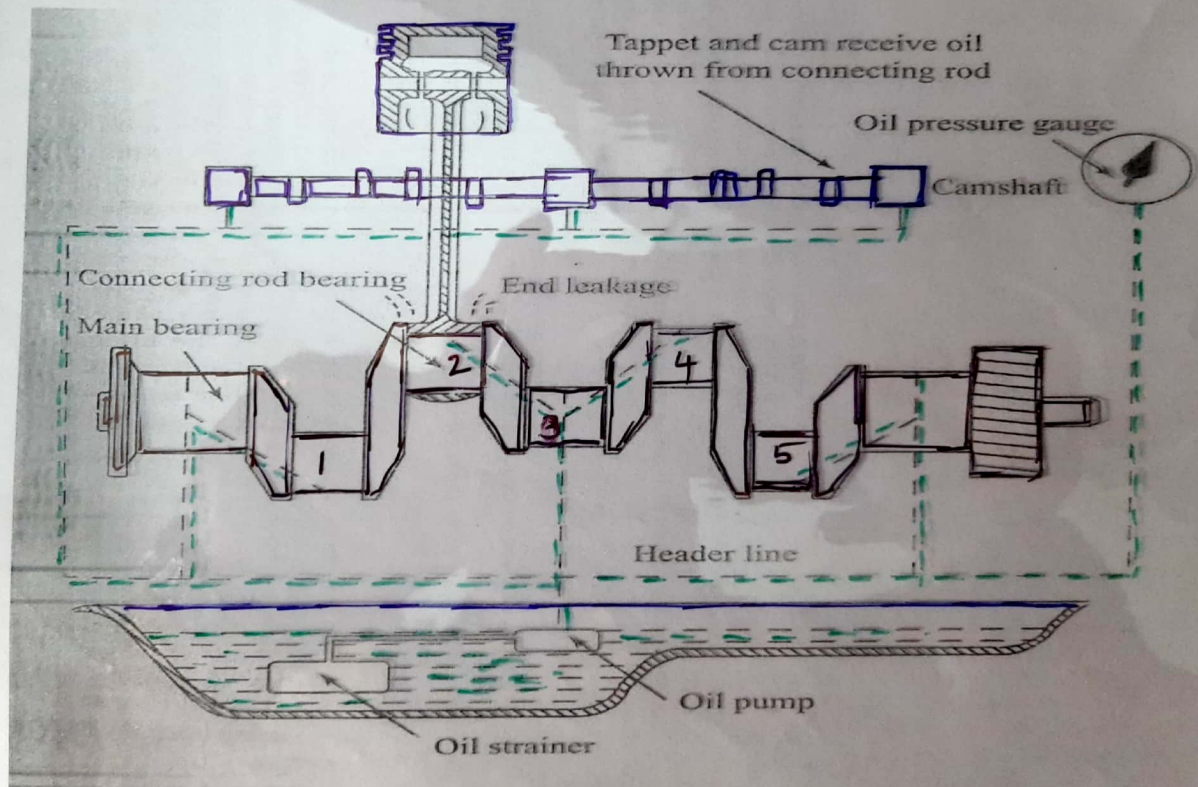 Tappet and cam receive oil
thrown from connecting rod
Oil pressure gauge
Camshaft
Connecting rod bearing
End leakage
Main bearing
2
4
3
1
5
Header line
Oil pump
Oil strainer